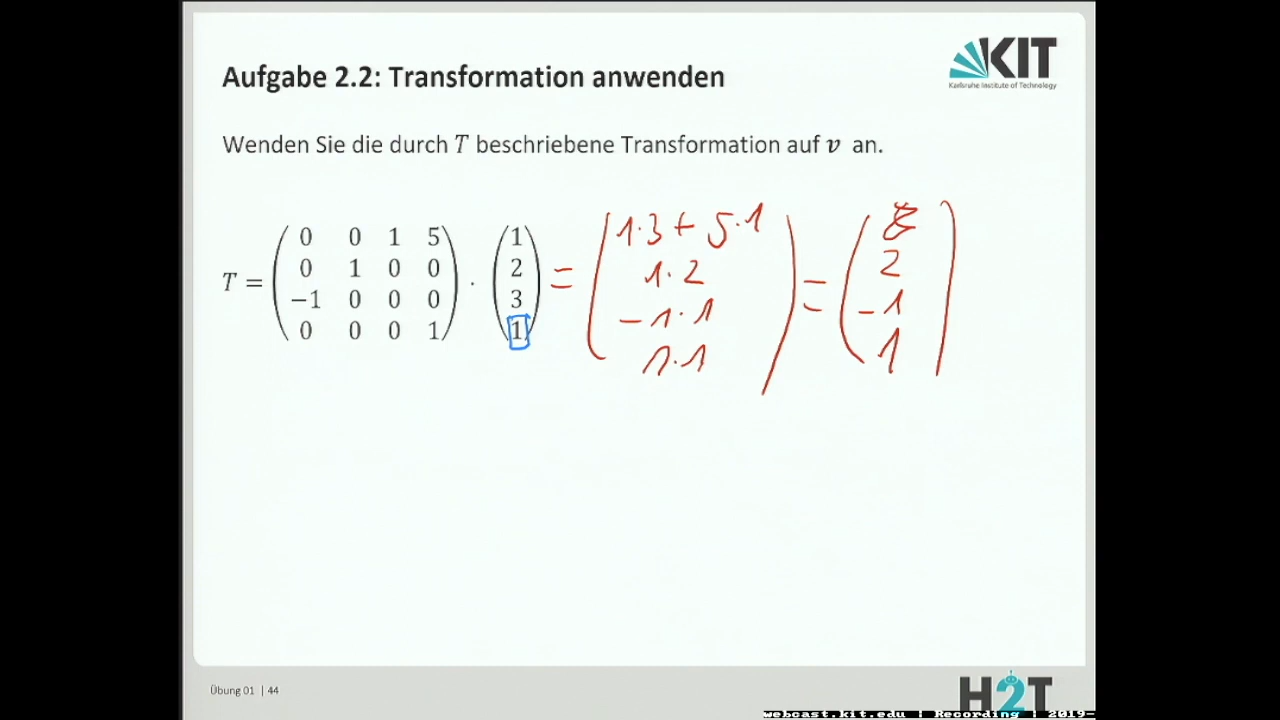 KIT
Karlsruhe Institute of Technology
Aufgabe 2.2: Transformation anwenden
Wenden Sie die durch T beschriebene Transformation auf v an.
0 0 1 5 1 1·3 + 5·1 8
0 1 0 0 2 1·2 2
T = −1 0 0 0 · 3 = −1·1 = −1
0 0 0 1 1 1·1 1
Übung 01 | 44
H2T
webcast.kit.edu | Recording | 2019-